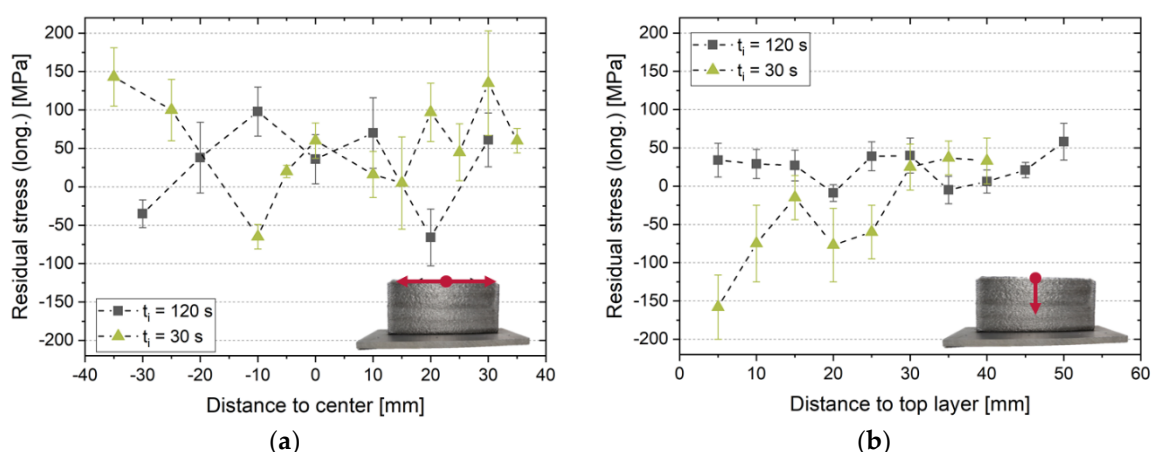 200
150
100
50
0
-50
-100
-150
-200
Residual stress (long.) [MPa]
t_i = 120 s
t_i = 30 s
-40 -30 -20 -10 0 10 20 30 40
Distance to center [mm]
(a)
200
150
100
50
0
-50
-100
-150
-200
Residual stress (long.) [MPa]
t_i = 120 s
t_i = 30 s
0 10 20 30 40 50 60
Distance to top layer [mm]
(b)